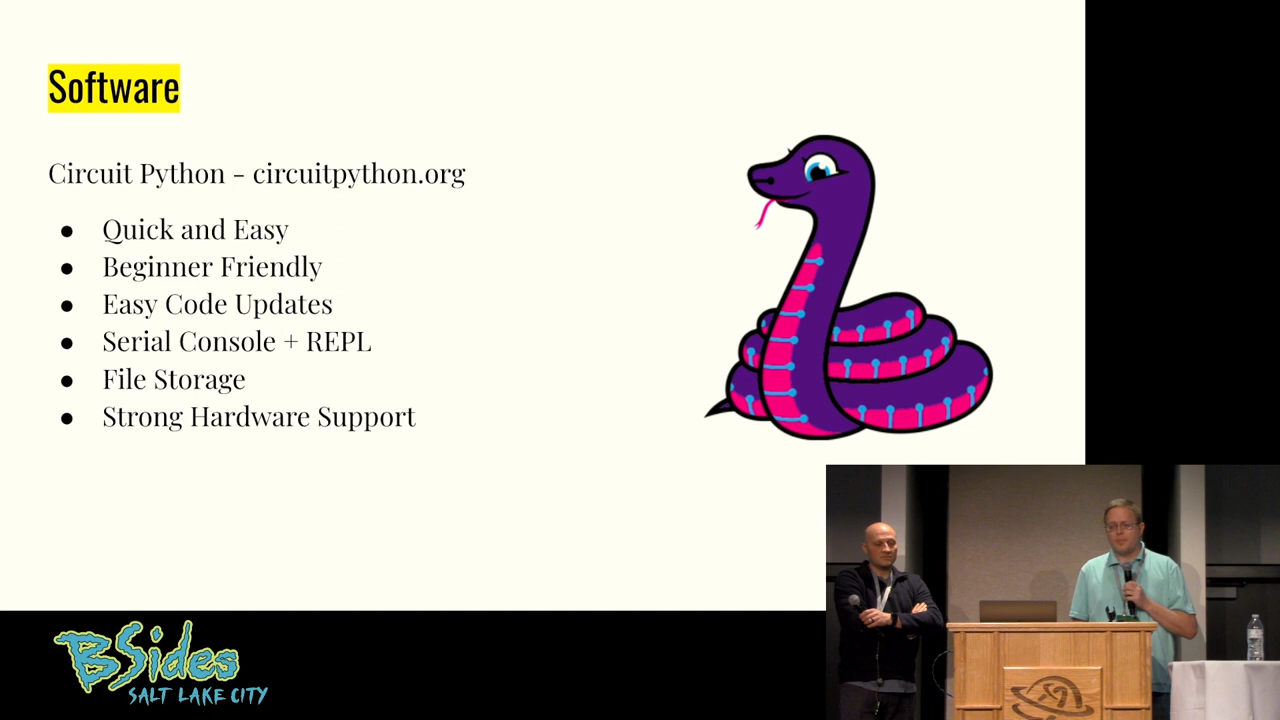 Software
Circuit Python - circuitpython.org
● Quick and Easy
● Beginner Friendly
● Easy Code Updates
● Serial Console + REPL
● File Storage
● Strong Hardware Support
BSides
SALT LAKE CITY